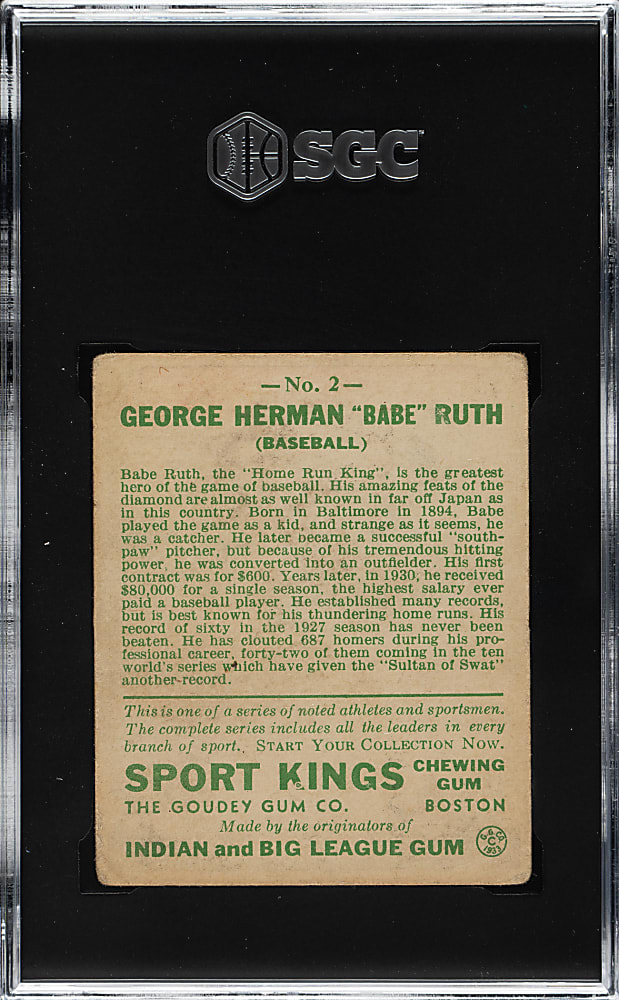 SGC
—No. 2—
GEORGE HERMAN "BABE" RUTH
(BASEBALL)
Babe Ruth, the "Home Run King", is the greatest
hero of the game of baseball. His amazing feats of the
diamond are almost as well known in far off Japan as
in this country. Born in Baltimore in 1894, Babe
played the game as a kid, and strange as it seems, he
was a catcher. He later became a successful "south-
paw" pitcher, but because of his tremendous hitting
power, he was converted into an outfielder. His first
contract was for $600. Years later, in 1930, he received
$80,000 for a single season, the highest salary ever
paid a baseball player. He established many records,
but is best known for his thundering home runs. His
record of sixty in the 1927 season has never been
beaten. He has clouted 687 homers during his pro-
fessional career, forty-two of them coming in the ten
world's series which have given the "Sultan of Swat"
another-record.
This is one of a series of noted athletes and sportsmen.
The complete series includes all the leaders in every
branch of sport. START YOUR COLLECTION NOW.
SPORT KINGS CHEWING GUM
THE GOUDEY GUM CO. BOSTON
Made by the originators of
INDIAN and BIG LEAGUE GUM
G.G.CO.
C
1933